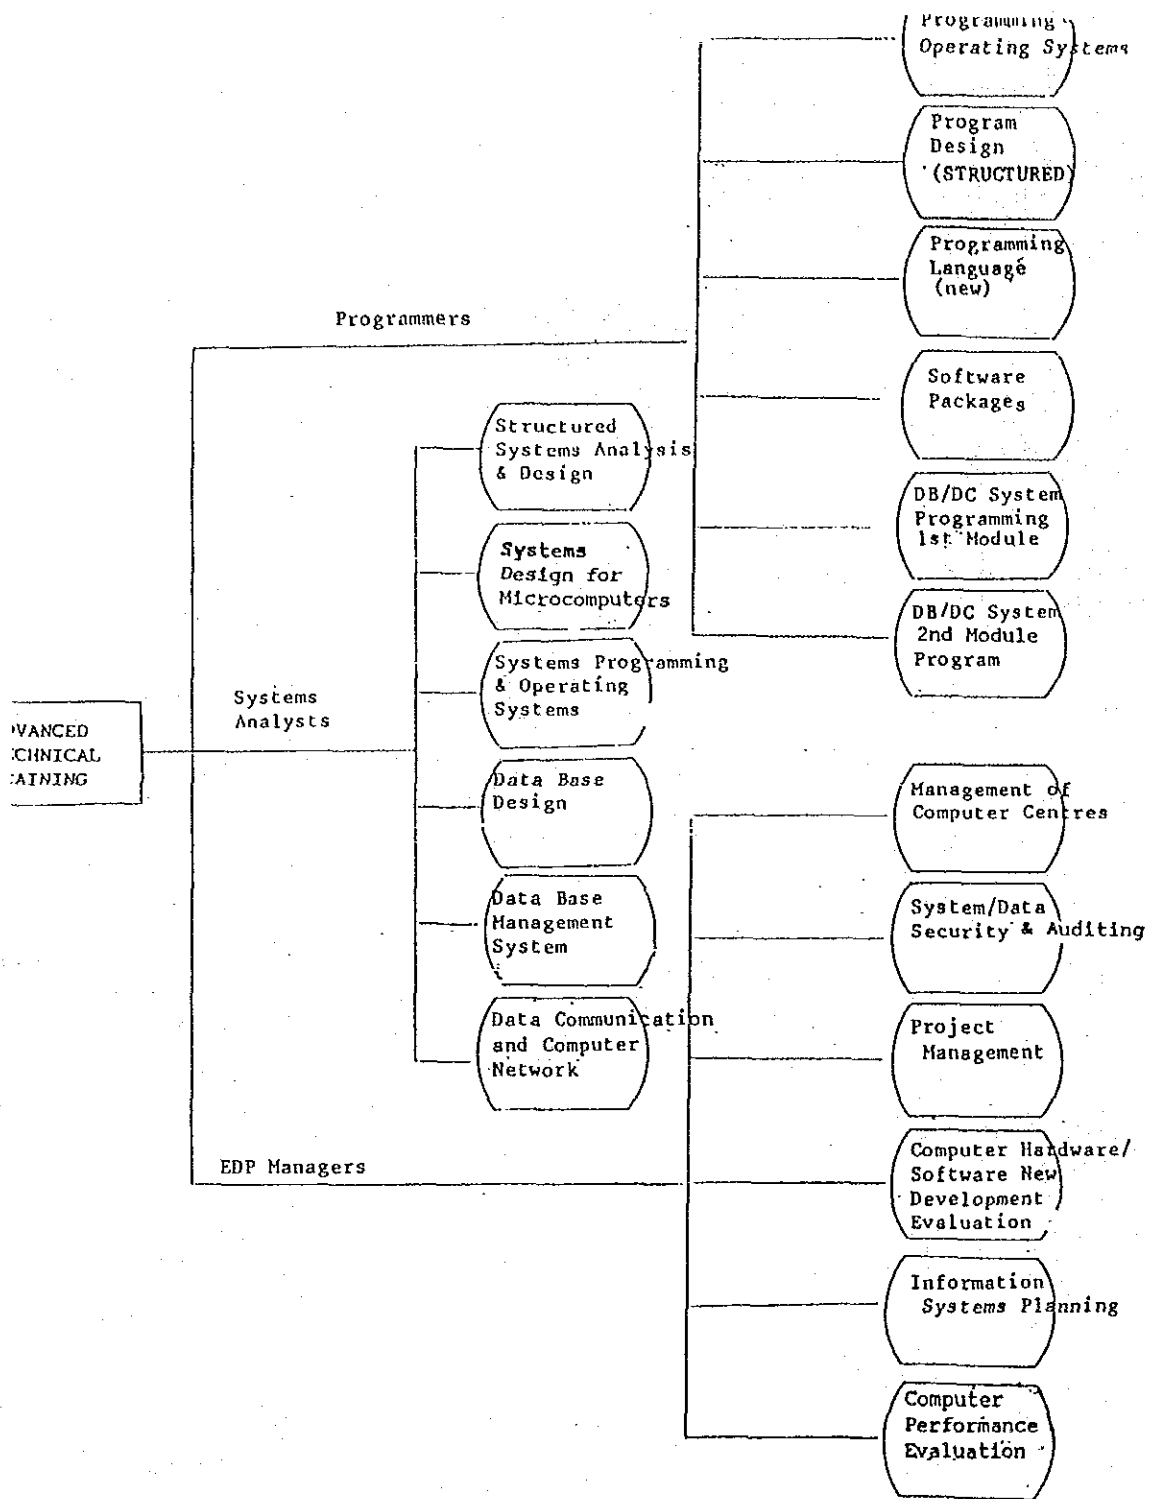 Programming
Operating Systems
Program
Design
(STRUCTURED)
Programming
Language
(new)
Programmers
Software
Packages
Structured
Systems Analysis
& Design
DB/DC System
Programming
1st Module
Systems
Design for
Microcomputers
DB/DC System
2nd Module
Program
Systems Programming
& Operating
Systems
Systems
Analysts
DVANCED
ECHNICAL
RAINING
Data Base
Design
Management of
Computer Centres
Data Base
Management
System
System/Data
Security & Auditing
Data Communication
and Computer
Network
Project
Management
EDP Managers
Computer Hardware/
Software New
Development
Evaluation
Information
Systems Planning
Computer
Performance
Evaluation